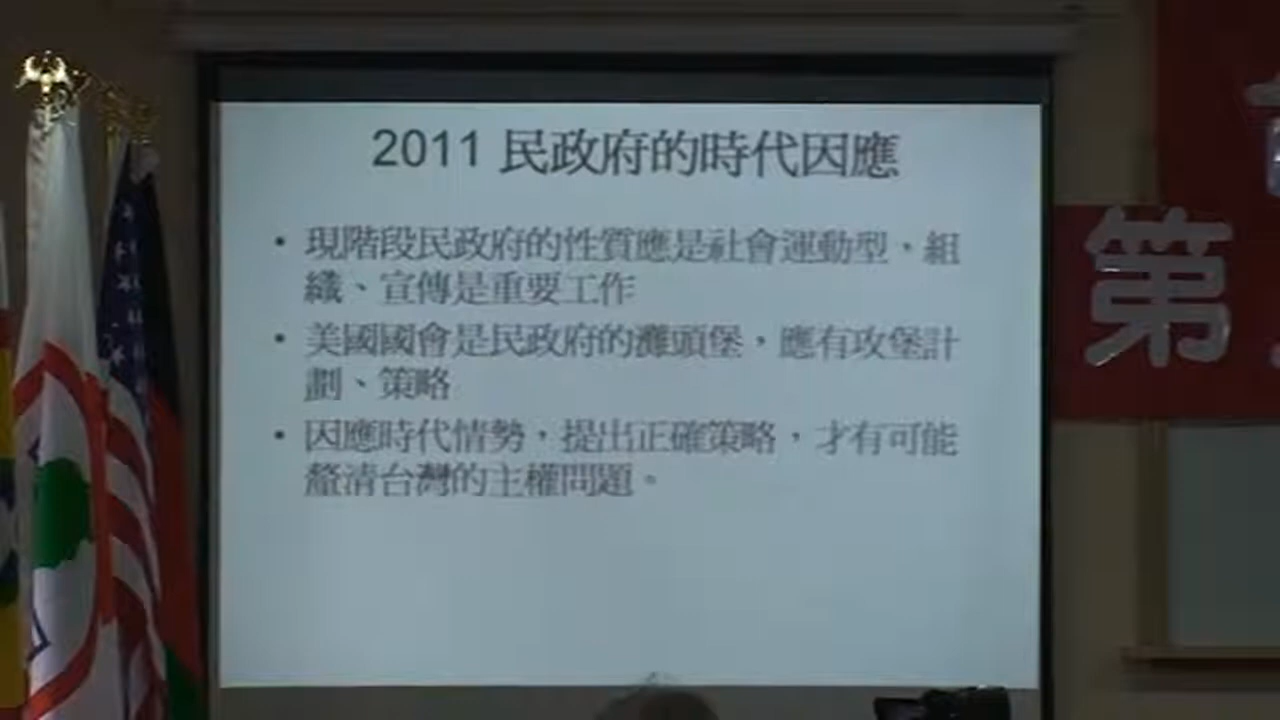 2011 民政府的時代因應
• 現階段民政府的性質應是社會運動型，組
織、宣傳是重要工作
• 美國國會是民政府的灘頭堡，應有攻堡計
劃、策略
• 因應時代情勢，提出正確策略，才有可能
釐清台灣的主權問題。
第